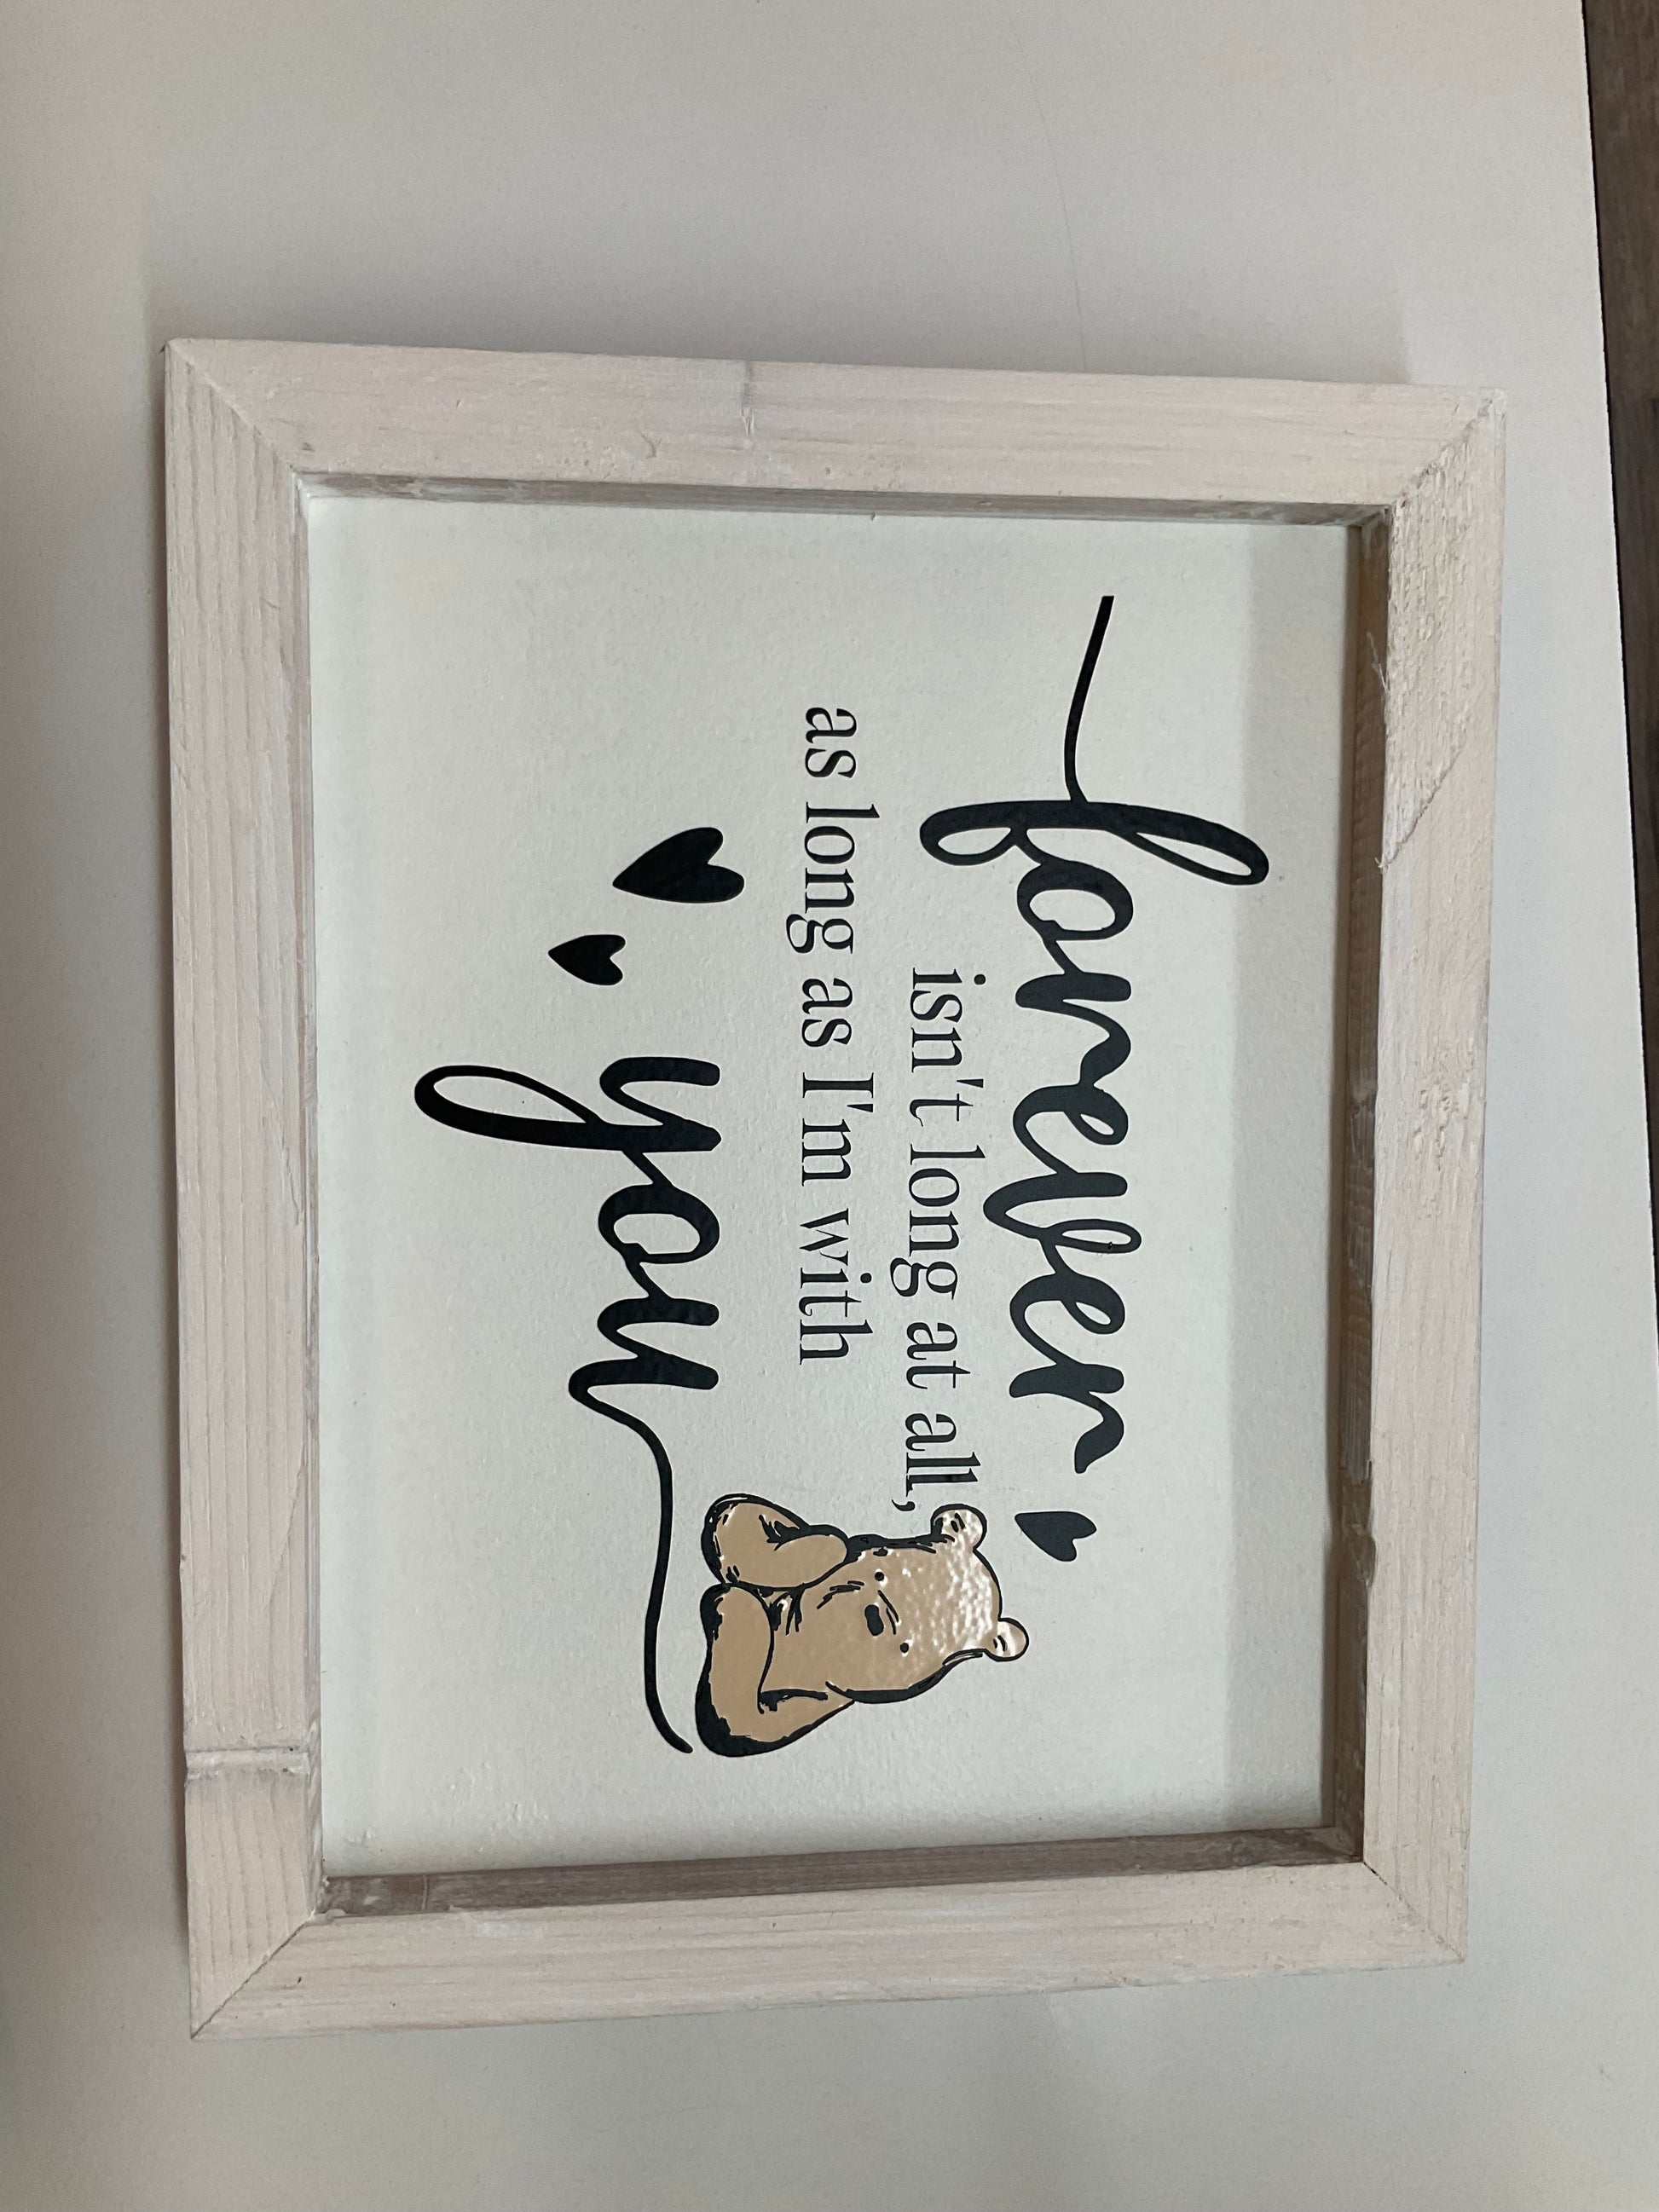 forever
isn't long at all,
as long as I'm with
you